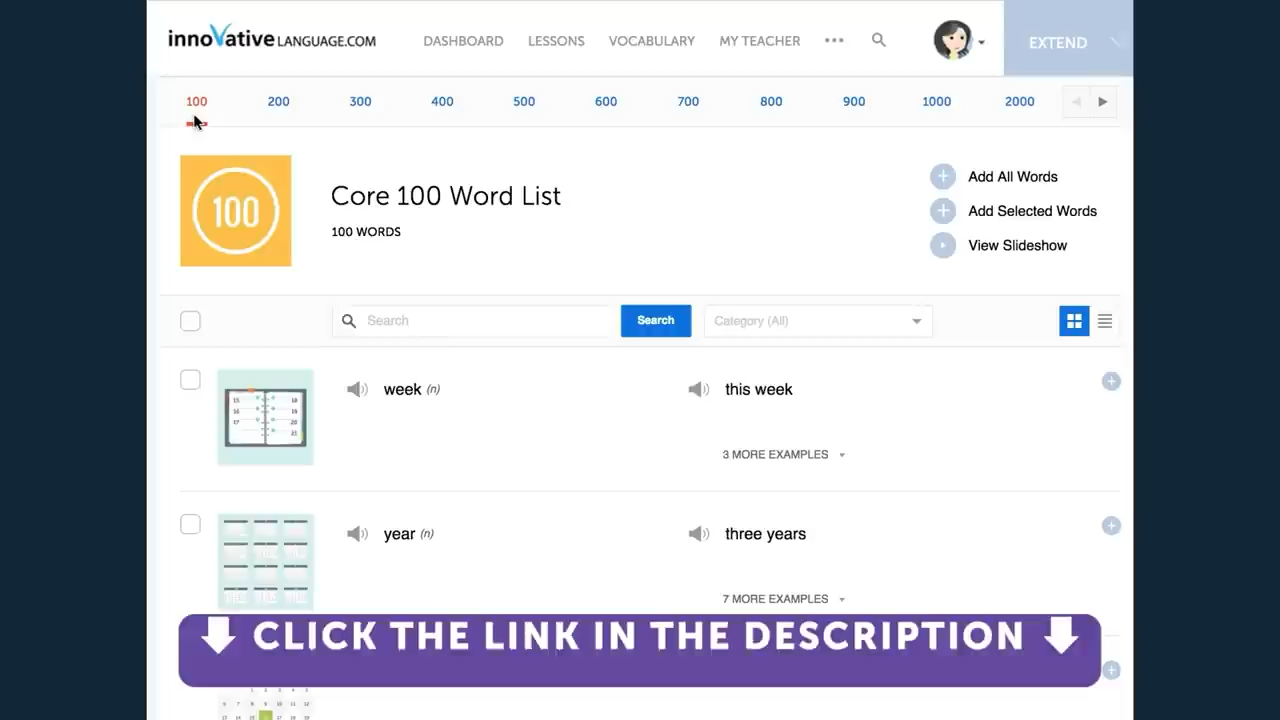 innoVative LANGUAGE.COM
DASHBOARD LESSONS VOCABULARY MY TEACHER ••• EXTEND
100 200 300 400 500 600 700 800 900 1000 2000
100
Core 100 Word List
100 WORDS
Add All Words
Add Selected Words
View Slideshow
Search Search Category (All)
week (n) this week
3 MORE EXAMPLES
year (n) three years
7 MORE EXAMPLES
CLICK THE LINK IN THE DESCRIPTION